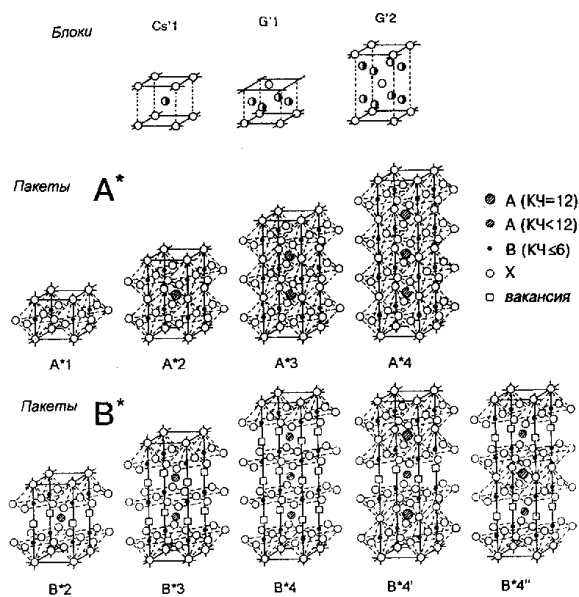 Блоки
Cs'1 G'1 G'2
Пакеты A*
A (КЧ=12)
A (КЧ<12)
B (КЧ≤6)
X
вакансия
A*1 A*2 A*3 A*4
Пакеты B*
B*2 B*3 B*4 B*4' B*4"